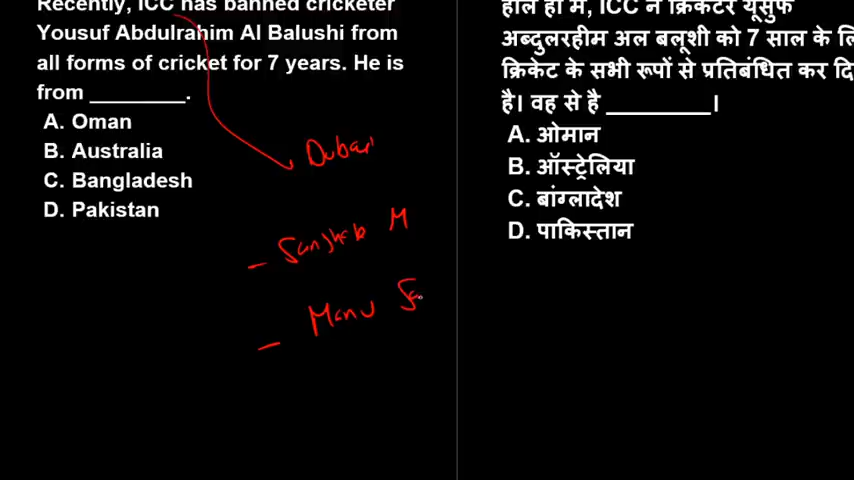 Recently, ICC has banned cricketer
Yousuf Abdulrahim Al Balushi from
all forms of cricket for 7 years. He is
from ________.
A. Oman
B. Australia
C. Bangladesh
D. Pakistan
Dubai
- M
- Manu
हाल ही में, ICC ने क्रिकेटर यूसुफ
अब्दुलरहीम अल बलूशी को 7 साल के लि
क्रिकेट के सभी रूपों से प्रतिबंधित कर दि
है। वह से है _________।
A. ओमान
B. ऑस्ट्रेलिया
C. बांग्लादेश
D. पाकिस्तान